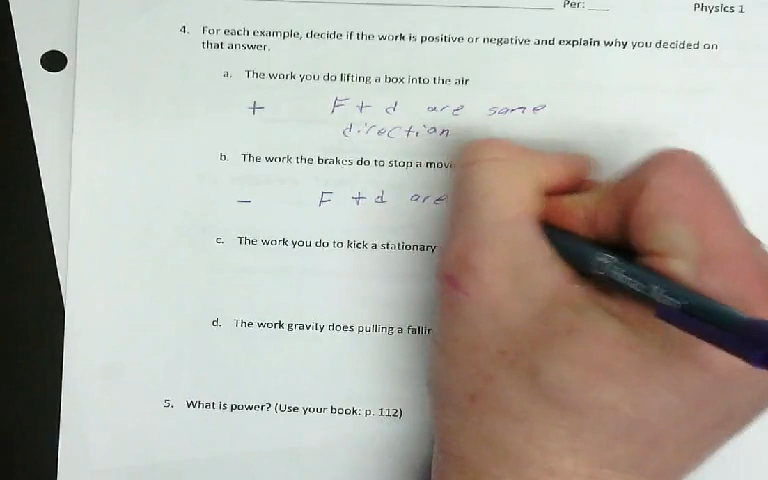 Per: ___ Physics 1
4. For each example, decide if the work is positive or negative and explain why you decided on
that answer.
a. The work you do lifting a box into the air
+ F + d are same
direction
b. The work the brakes do to stop a
- F + d are
c. The work you do to kick a stationary
d. The work gravity does pulling a
5. What is power? (Use your book: p. 112)